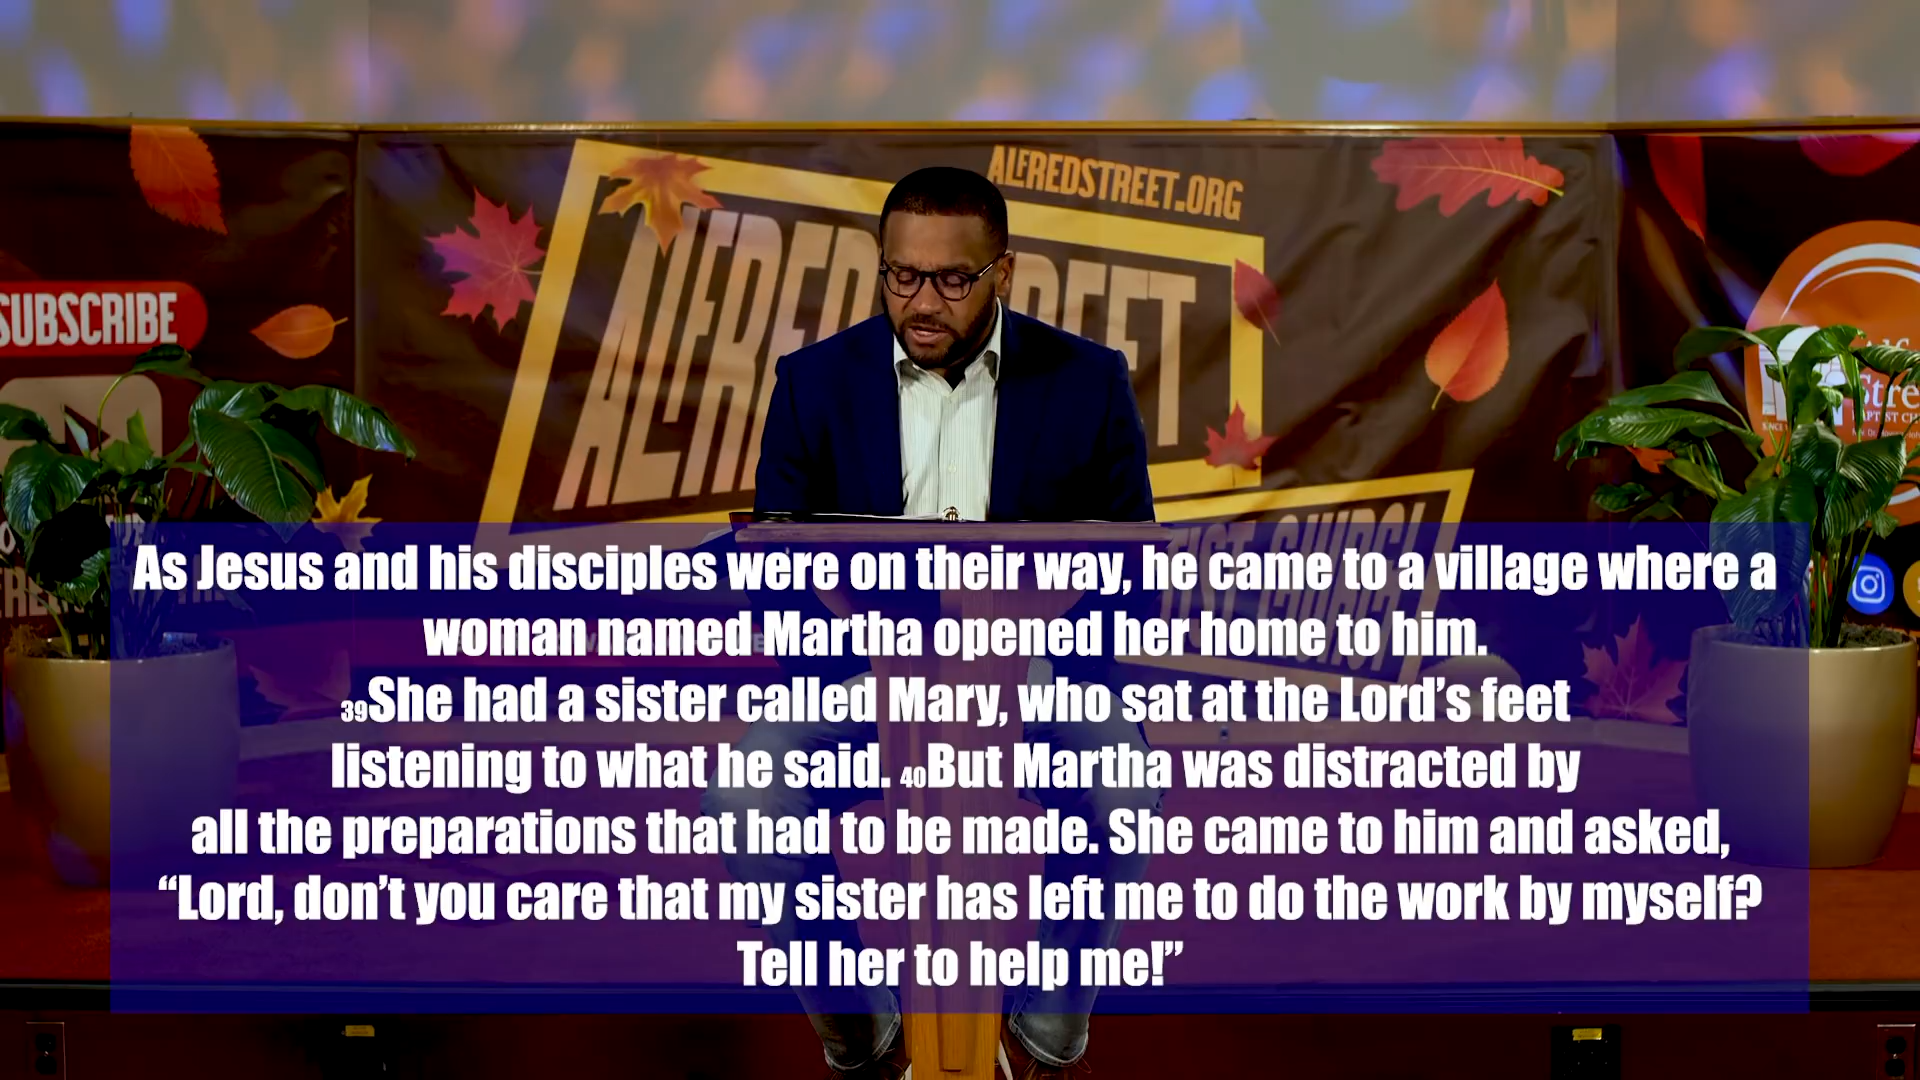 ALFREDSTREET.ORG
ALFRED STREET
SUBSCRIBE
As Jesus and his disciples were on their way, he came to a village where a
woman named Martha opened her home to him.
39She had a sister called Mary, who sat at the Lord’s feet
listening to what he said. 40But Martha was distracted by
all the preparations that had to be made. She came to him and asked,
“Lord, don’t you care that my sister has left me to do the work by myself?
Tell her to help me!”